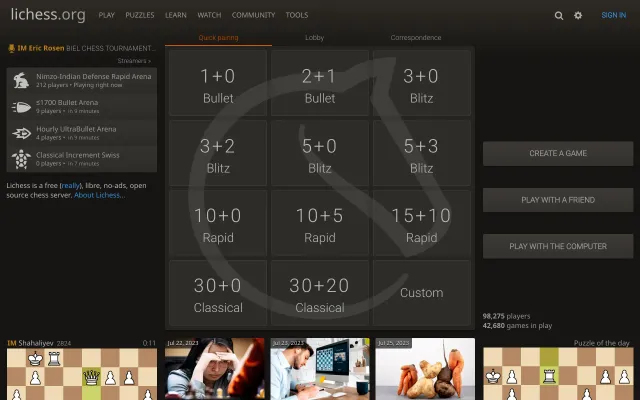 lichess.org PLAY PUZZLES LEARN WATCH COMMUNITY TOOLS SIGN IN
IM Eric Rosen BIEL CHESS TOURNAMENT...
Streamers »
Nimzo-Indian Defense Rapid Arena
212 players • Playing right now
≤1700 Bullet Arena
9 players • 1h 9 minutes
Hourly UltraBullet Arena
4 players • 1h 9 minutes
Classical Increment Swiss
0 players • 1h 7 minutes
Lichess is a free (really), libre, no-ads, open
source chess server. About Lichess...
Quick pairing Lobby Correspondence
1+0
Bullet
2+1
Bullet
3+0
Blitz
3+2
Blitz
5+0
Blitz
5+3
Blitz
10+0
Rapid
10+5
Rapid
15+10
Rapid
30+0
Classical
30+20
Classical
Custom
CREATE A GAME
PLAY WITH A FRIEND
PLAY WITH THE COMPUTER
98,275 players
42,680 games in play
IM Shahaliyev 2824 0:11
Jul 22, 2023
Jul 23, 2023
Jul 25, 2023
Puzzle of the day